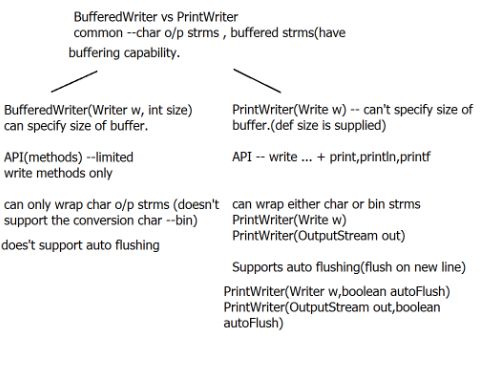 BufferedWriter vs PrintWriter
common --char o/p strms , buffered strms(have
buffering capability.
BufferedWriter(Writer w, int size)
can specify size of buffer.
API(methods) --limited
write methods only
can only wrap char o/p strms (doesn't
support the conversion char --bin)
does't support auto flushing
PrintWriter(Write w) -- can't specify size of
buffer.(def size is supplied)
API -- write ... + print,println,printf
can wrap either char or bin strms
PrintWriter(Write w)
PrintWriter(OutputStream out)
Supports auto flushing(flush on new line)
PrintWriter(Writer w,boolean autoFlush)
PrintWriter(OutputStream out,boolean
autoFlush)